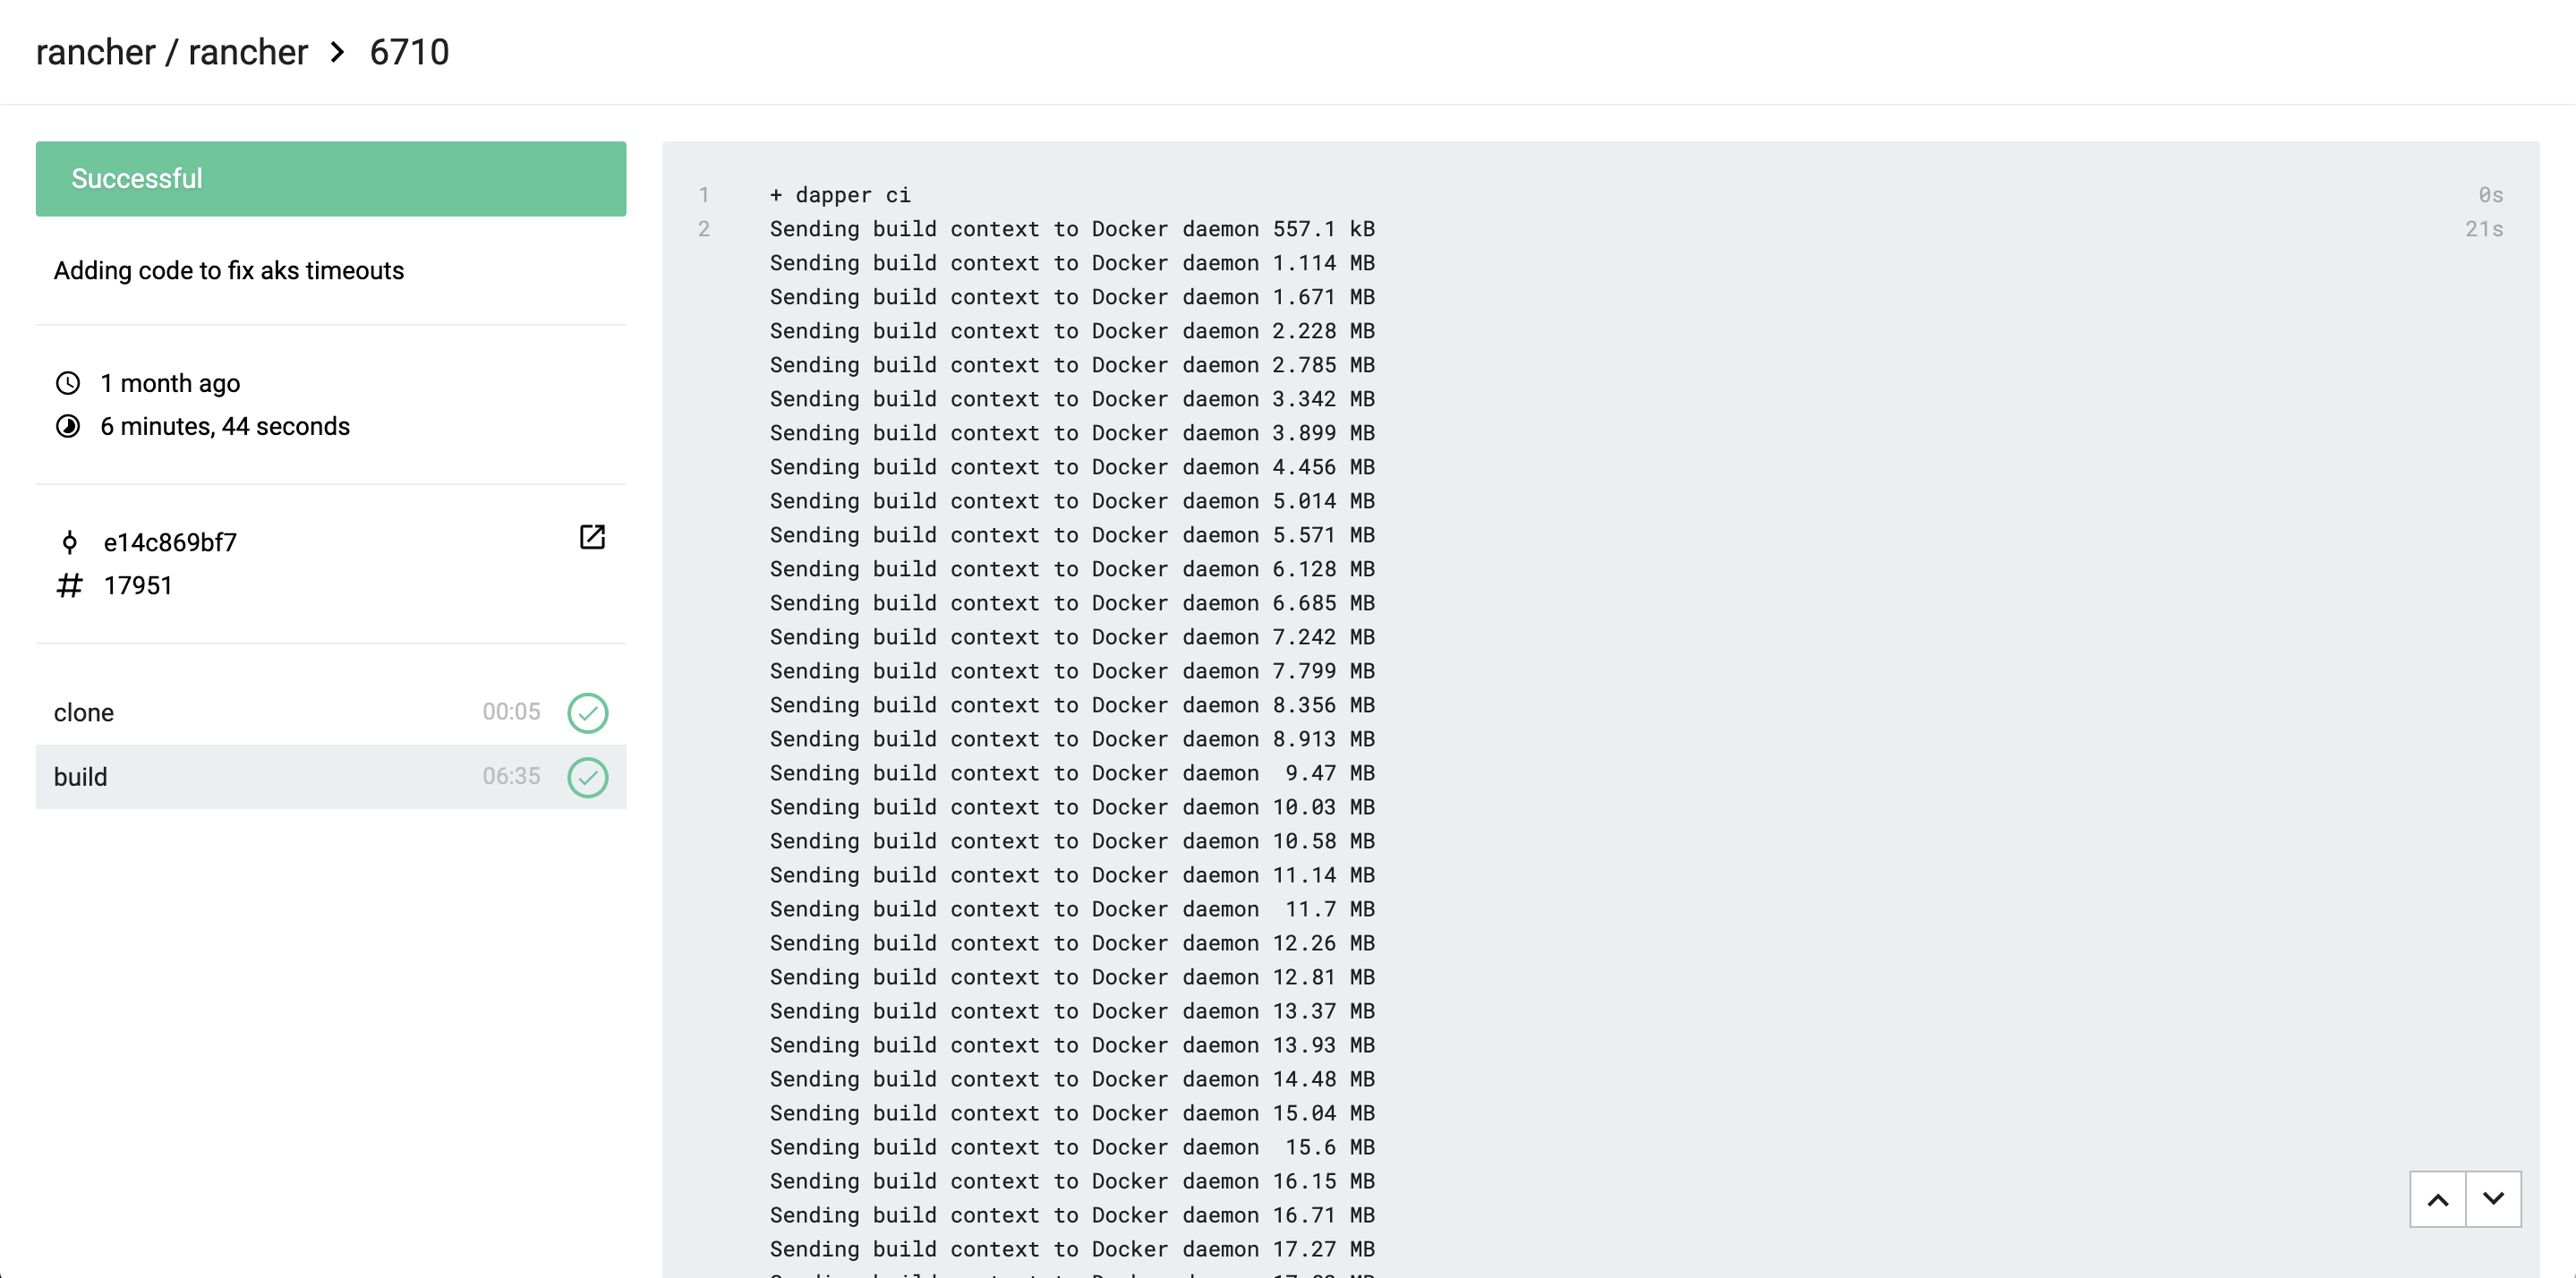 rancher / rancher > 6710
Successful
Adding code to fix aks timeouts
1 month ago
6 minutes, 44 seconds
e14c869bf7
# 17951
clone 00:05
build 06:35
1 + dapper ci 0s
2 Sending build context to Docker daemon 557.1 kB 21s
Sending build context to Docker daemon 1.114 MB
Sending build context to Docker daemon 1.671 MB
Sending build context to Docker daemon 2.228 MB
Sending build context to Docker daemon 2.785 MB
Sending build context to Docker daemon 3.342 MB
Sending build context to Docker daemon 3.899 MB
Sending build context to Docker daemon 4.456 MB
Sending build context to Docker daemon 5.014 MB
Sending build context to Docker daemon 5.571 MB
Sending build context to Docker daemon 6.128 MB
Sending build context to Docker daemon 6.685 MB
Sending build context to Docker daemon 7.242 MB
Sending build context to Docker daemon 7.799 MB
Sending build context to Docker daemon 8.356 MB
Sending build context to Docker daemon 8.913 MB
Sending build context to Docker daemon  9.47 MB
Sending build context to Docker daemon 10.03 MB
Sending build context to Docker daemon 10.58 MB
Sending build context to Docker daemon 11.14 MB
Sending build context to Docker daemon  11.7 MB
Sending build context to Docker daemon 12.26 MB
Sending build context to Docker daemon 12.81 MB
Sending build context to Docker daemon 13.37 MB
Sending build context to Docker daemon 13.93 MB
Sending build context to Docker daemon 14.48 MB
Sending build context to Docker daemon 15.04 MB
Sending build context to Docker daemon  15.6 MB
Sending build context to Docker daemon 16.15 MB
Sending build context to Docker daemon 16.71 MB
Sending build context to Docker daemon 17.27 MB